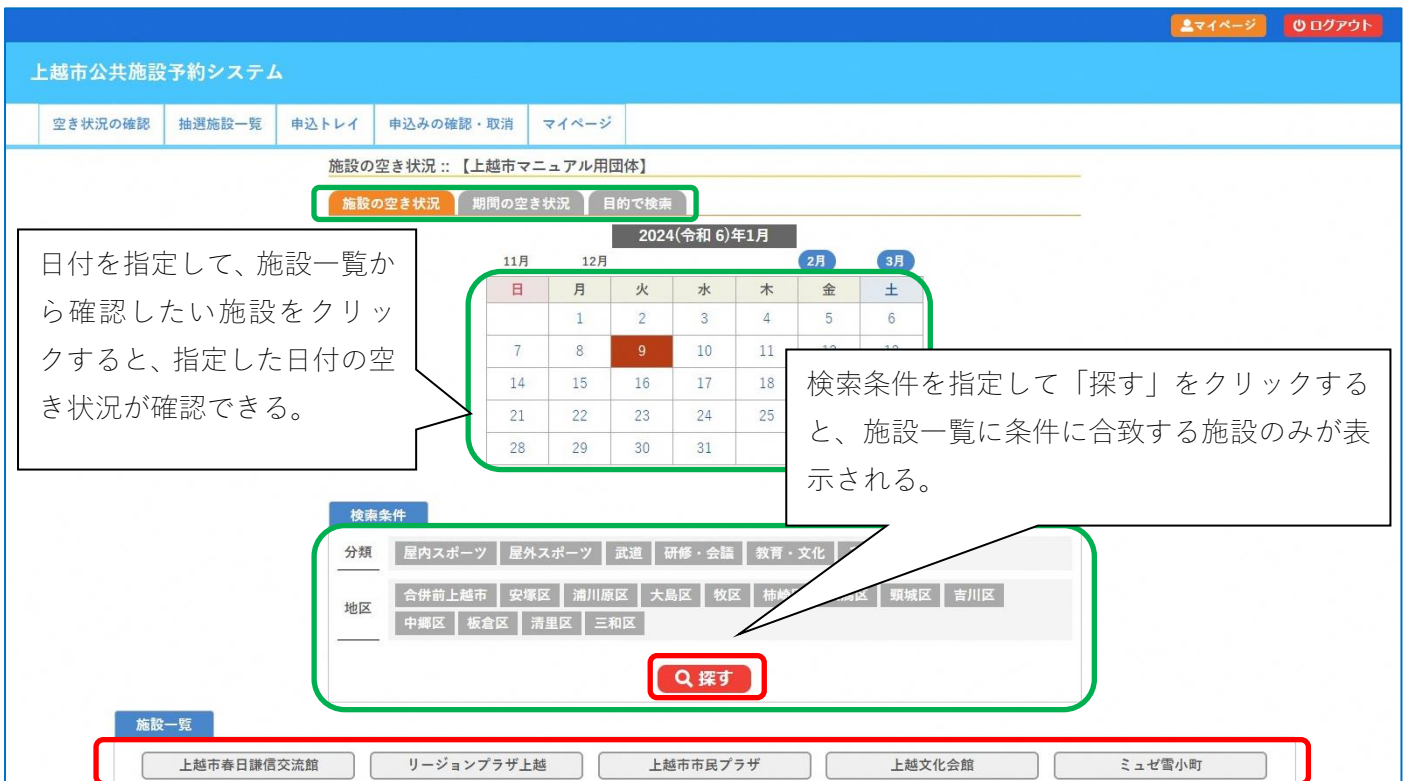 マイページ ログアウト
上越市公共施設予約システム
空き状況の確認 抽選施設一覧 申込トレイ 申込みの確認・取消 マイページ
施設の空き状況 :: 【上越市マニュアル用団体】
施設の空き状況 期間の空き状況 目的で検索
2024(令和 6)年1月
11月 12月 2月 3月
日 月 火 水 木 金 土
1 2 3 4 5 6
7 8 9 10 11
14 15 16 17 18
21 22 23 24 25
28 29 30 31
日付を指定して、施設一覧か
ら確認したい施設をクリッ
クすると、指定した日付の空
き状況が確認できる。
検索条件を指定して「探す」をクリックする
と、施設一覧に条件に合致する施設のみが表
示される。
検索条件
分類 屋内スポーツ 屋外スポーツ 武道 研修・会議 教育・文化
地区 合併前上越市 安塚区 浦川原区 大島区 牧区 頸城区 吉川区
中郷区 板倉区 清里区 三和区
探す
施設一覧
上越市春日謙信交流館 リージョンプラザ上越 上越市市民プラザ 上越文化会館 ミュゼ雪小町